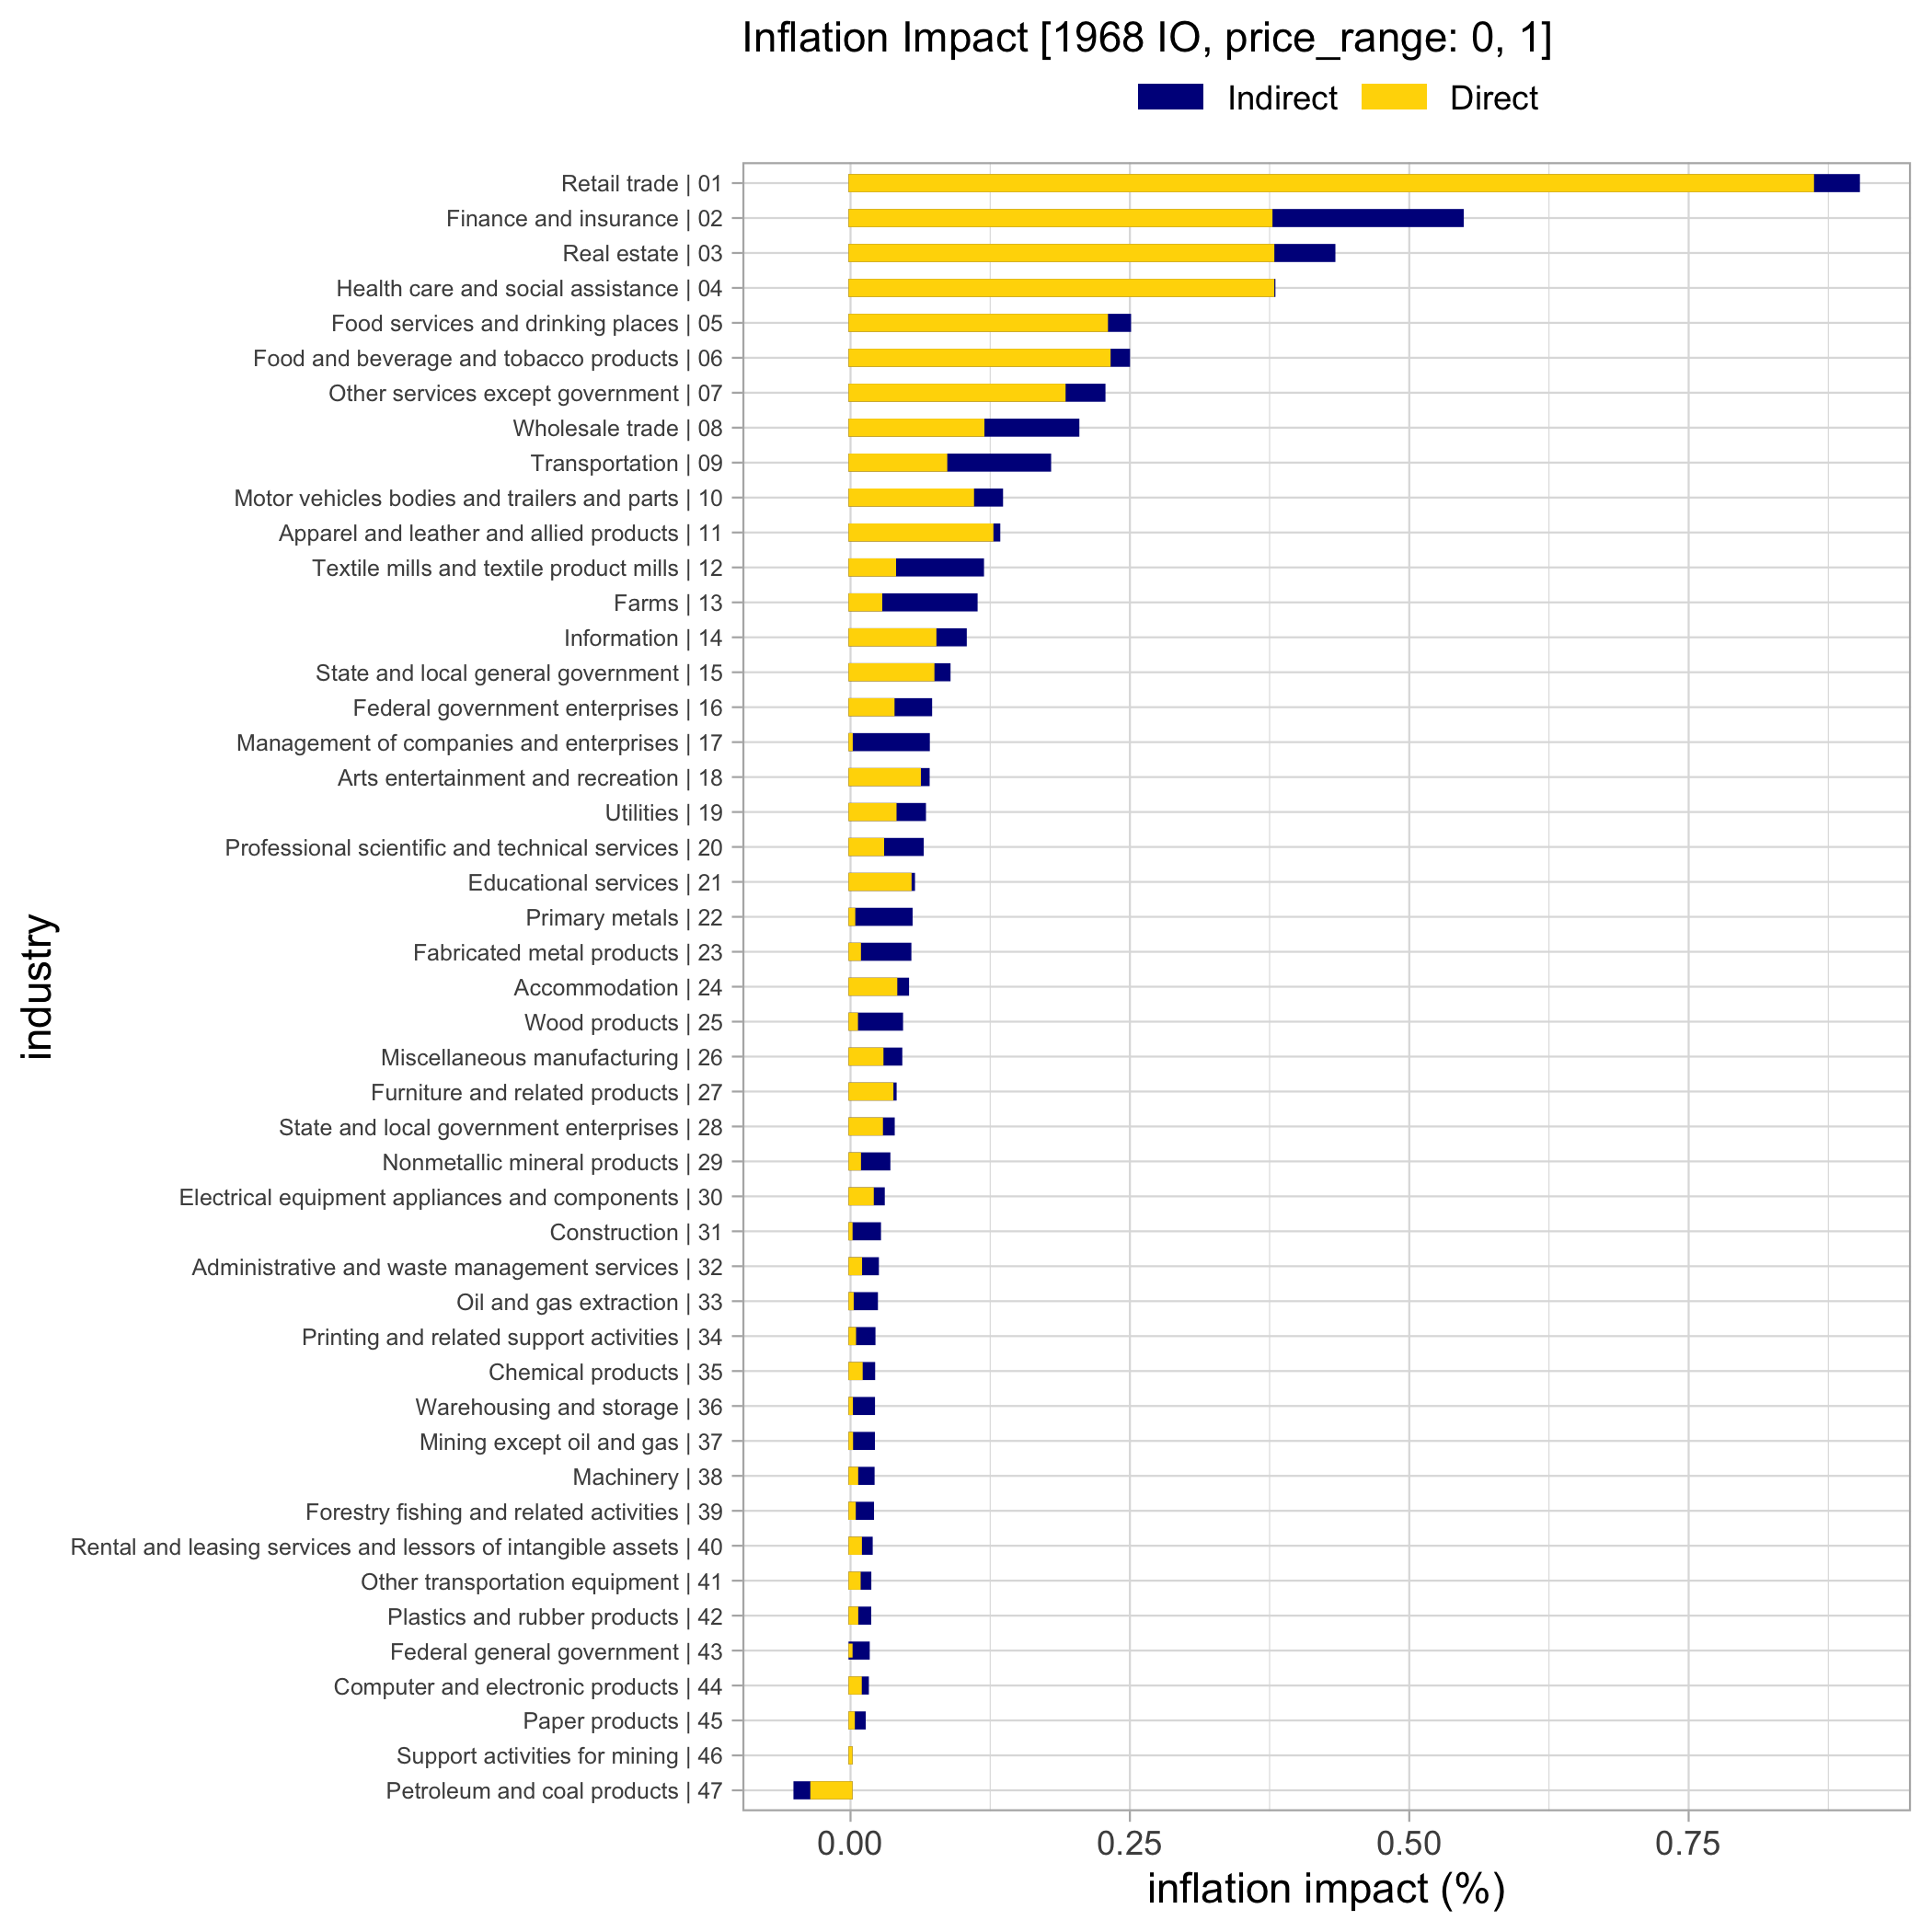 Inflation Impact [1968 IO, price_range: 0, 1]
Indirect Direct
Retail trade | 01
Finance and insurance | 02
Real estate | 03
Health care and social assistance | 04
Food services and drinking places | 05
Food and beverage and tobacco products | 06
Other services except government | 07
Wholesale trade | 08
Transportation | 09
Motor vehicles bodies and trailers and parts | 10
Apparel and leather and allied products | 11
Textile mills and textile product mills | 12
Farms | 13
Information | 14
State and local general government | 15
Federal government enterprises | 16
Management of companies and enterprises | 17
Arts entertainment and recreation | 18
Utilities | 19
Professional scientific and technical services | 20
Educational services | 21
Primary metals | 22
Fabricated metal products | 23
Accommodation | 24
Wood products | 25
Miscellaneous manufacturing | 26
Furniture and related products | 27
State and local government enterprises | 28
Nonmetallic mineral products | 29
Electrical equipment appliances and components | 30
Construction | 31
Administrative and waste management services | 32
Oil and gas extraction | 33
Printing and related support activities | 34
Chemical products | 35
Warehousing and storage | 36
Mining except oil and gas | 37
Machinery | 38
Forestry fishing and related activities | 39
Rental and leasing services and lessors of intangible assets | 40
Other transportation equipment | 41
Plastics and rubber products | 42
Federal general government | 43
Computer and electronic products | 44
Paper products | 45
Support activities for mining | 46
Petroleum and coal products | 47
industry
0.00 0.25 0.50 0.75
inflation impact (%)